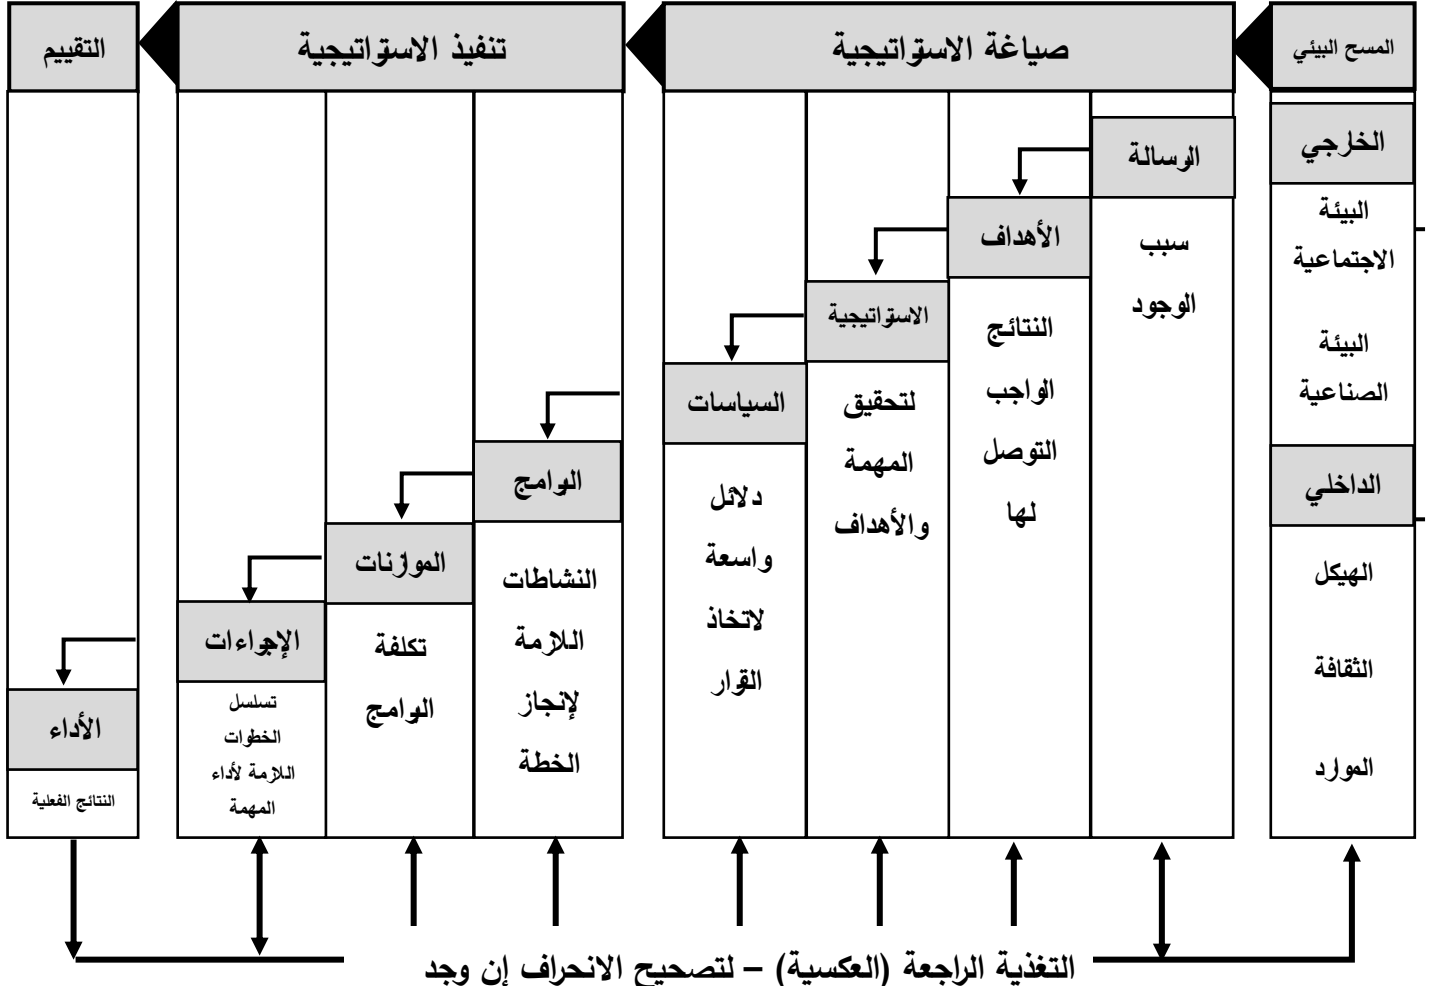 المسح البيئي
صياغة الاستراتيجية
تنفيذ الاستراتيجية
التقييم
الخارجي
البيئة
الاجتماعية
البيئة
الصناعية
الداخلي
الهيكل
الثقافة
الموارد
الرسالة
سبب
الوجود
الأهداف
النتائج
الواجب
التوصل
لها
الاستراتيجية
لتحقيق
المهمة
والأهداف
السياسات
دلائل
واسعة
لاتخاذ
القرار
البرامج
النشاطات
اللازمة
لإنجاز
الخطة
الموازنات
تكلفة
البرامج
الإجراءات
تسلسل
الخطوات
اللازمة لأداء
المهمة
الأداء
النتائج الفعلية
التغذية الراجعة (العكسية) – لتصحيح الانحراف إن وجد